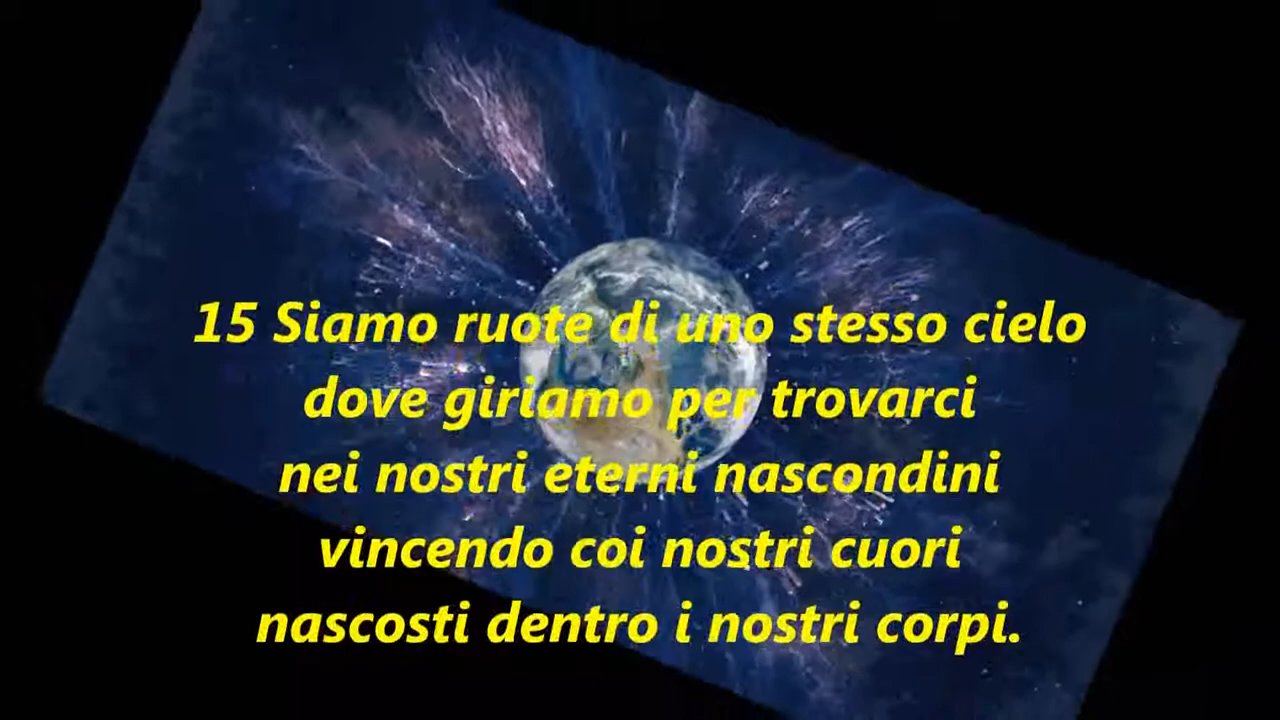 15 Siamo ruote di uno stesso cielo
dove giriamo per trovarci
nei nostri eterni nascondini
vincendo coi nostri cuori
nascosti dentro i nostri corpi.